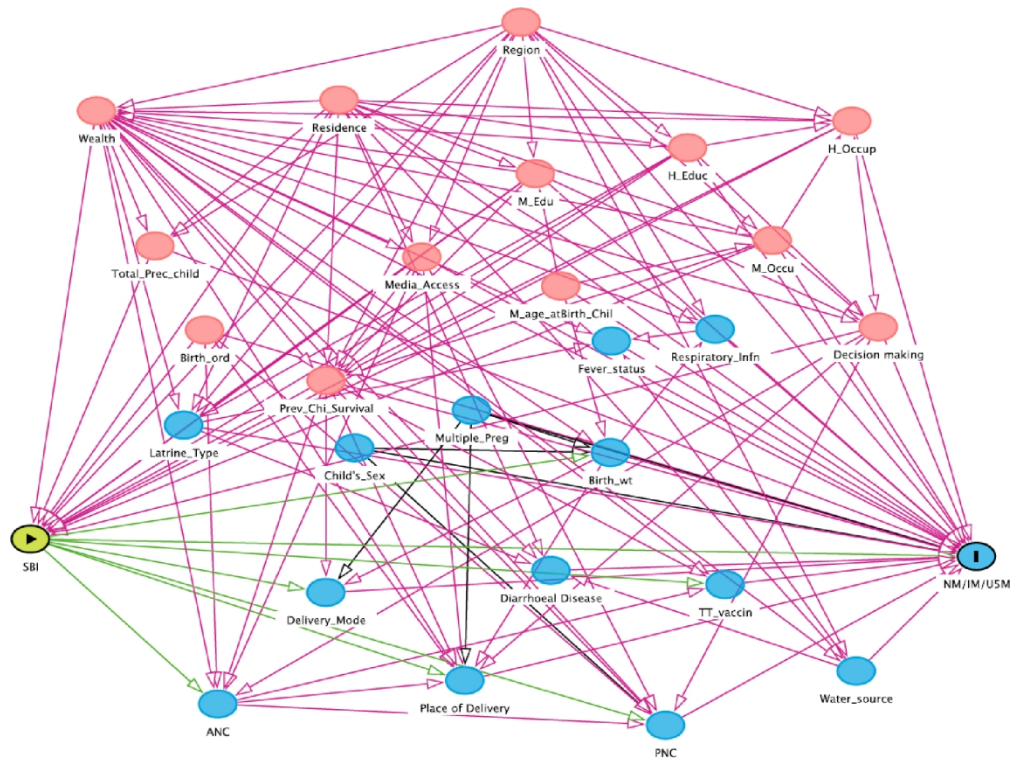 Region
Wealth
Residence
H_Occup
H_Educ
M_Edu
Total_Prec_child
Media_Access
M_Occu
M_age_atBirth_Chil
Birth_ord
Fever_status
Respiratory_Infn
Decision making
Prev_Chi_Survival
Latrine_Type
Multiple_Preg
Child's_Sex
Birth_wt
SBI
NM/IM/U5M
Delivery_Mode
Diarrhoeal Disease
TT_vaccin
Place of Delivery
Water_source
ANC
PNC